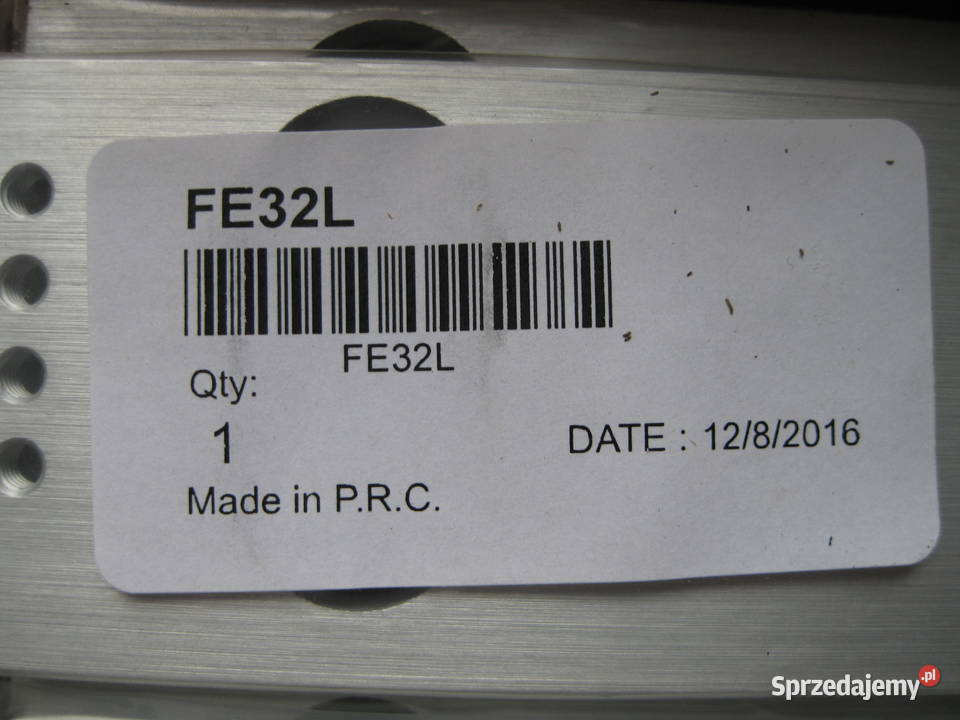 FE32L
FE32L
Qty:
1
DATE : 12/8/2016
Made in P.R.C.
Sprzedajemy.pl